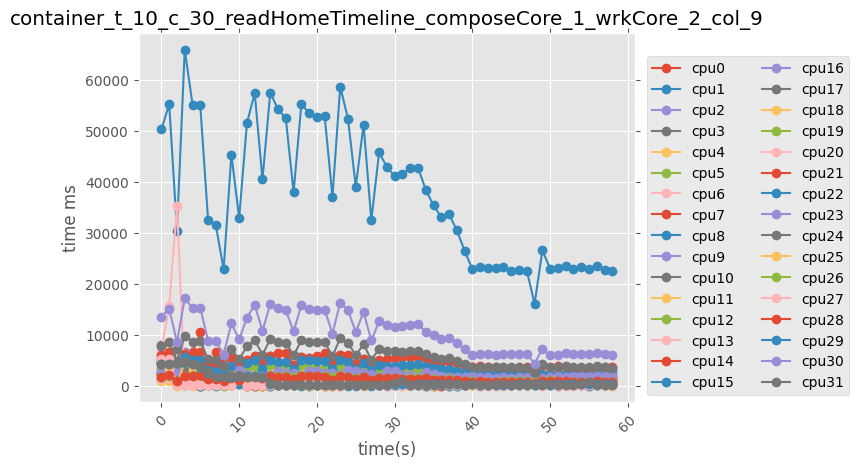 container_t_10_c_30_readHomeTimeline_composeCore_1_wrkCore_2_col_9
time ms
60000
50000
40000
30000
20000
10000
0
0
10
20
30
40
50
60
time(s)
cpu0
cpu1
cpu2
cpu3
cpu4
cpu5
cpu6
cpu7
cpu8
cpu9
cpu10
cpu11
cpu12
cpu13
cpu14
cpu15
cpu16
cpu17
cpu18
cpu19
cpu20
cpu21
cpu22
cpu23
cpu24
cpu25
cpu26
cpu27
cpu28
cpu29
cpu30
cpu31